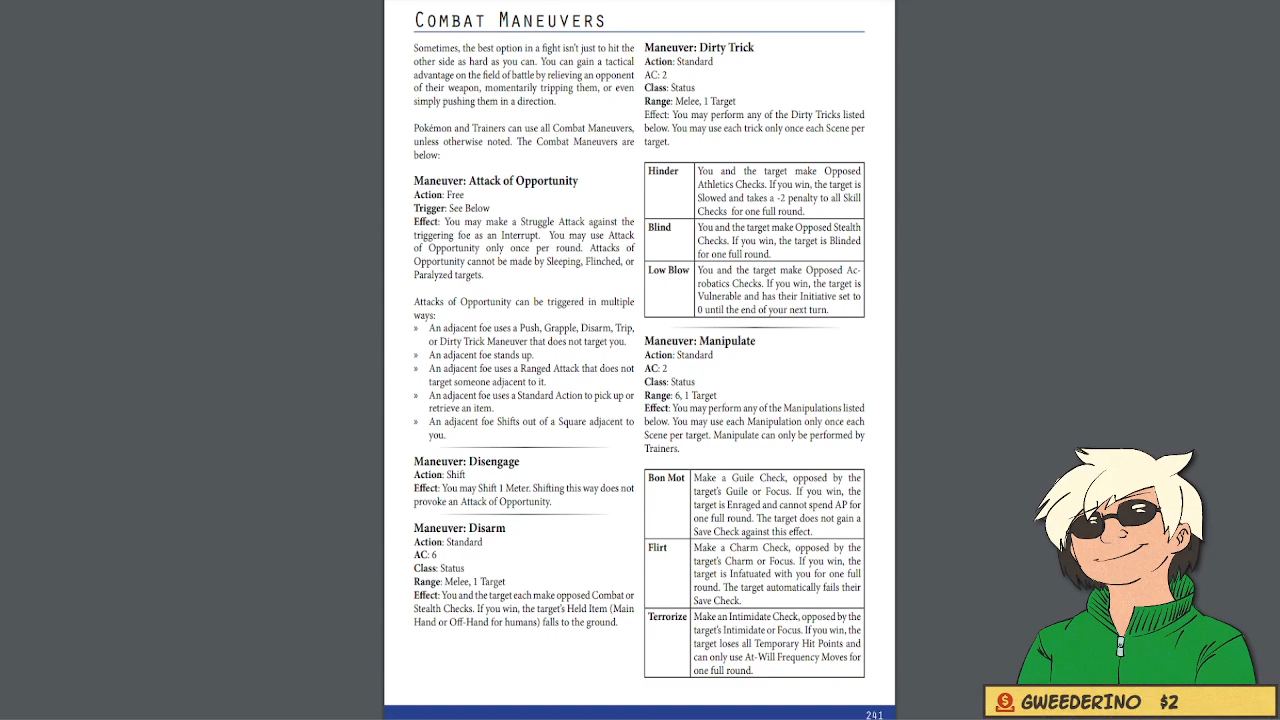 COMBAT MANEUVERS
Sometimes, the best option in a fight isn't just to hit the
other side as hard as you can. You can gain a tactical
advantage on the field of battle by relieving an opponent
of their weapon, momentarily tripping them, or even
simply pushing them in a direction.
Pokémon and Trainers can use all Combat Maneuvers,
unless otherwise noted. The Combat Maneuvers are
below:
Maneuver: Attack of Opportunity
Action: Free
Trigger: See Below
Effect: You may make a Struggle Attack against the
triggering foe as an Interrupt. You may use Attack
of Opportunity only once per round. Attacks of
Opportunity cannot be made by Sleeping, Flinched, or
Paralyzed targets.
Attacks of Opportunity can be triggered in multiple
ways:
» An adjacent foe uses a Push, Grapple, Disarm, Trip,
or Dirty Trick Maneuver that does not target you.
» An adjacent foe stands up.
» An adjacent foe uses a Ranged Attack that does not
target someone adjacent to it.
» An adjacent foe uses a Standard Action to pick up or
retrieve an item.
» An adjacent foe Shifts out of a Square adjacent to
you.
Maneuver: Disengage
Action: Shift
Effect: You may Shift 1 Meter. Shifting this way does not
provoke an Attack of Opportunity.
Maneuver: Disarm
Action: Standard
AC: 6
Class: Status
Range: Melee, 1 Target
Effect: You and the target each make opposed Combat or
Stealth Checks. If you win, the target's Held Item (Main
Hand or Off-Hand for humans) falls to the ground.
Maneuver: Dirty Trick
Action: Standard
AC: 2
Class: Status
Range: Melee, 1 Target
Effect: You may perform any of the Dirty Tricks listed
below. You may use each trick only once each Scene per
target.
Hinder You and the target make Opposed
Athletics Checks. If you win, the target is
Slowed and takes a -2 penalty to all Skill
Checks for one full round.
Blind You and the target make Opposed Stealth
Checks. If you win, the target is Blinded
for one full round.
Low Blow You and the target make Opposed Ac-
robatics Checks. If you win, the target is
Vulnerable and has their Initiative set to
0 until the end of your next turn.
Maneuver: Manipulate
Action: Standard
AC: 2
Class: Status
Range: 6, 1 Target
Effect: You may perform any of the Manipulations listed
below. You may use each Manipulation only once each
Scene per target. Manipulate can only be performed by
Trainers.
Bon Mot Make a Guile Check, opposed by the
target's Guile or Focus. If you win, the
target is Enraged and cannot spend AP for
one full round. The target does not gain a
Save Check against this effect.
Flirt Make a Charm Check, opposed by the
target's Charm or Focus. If you win, the
target is Infatuated with you for one full
round. The target automatically fails their
Save Check.
Terrorize Make an Intimidate Check, opposed by the
target's Intimidate or Focus. If you win, the
target loses all Temporary Hit Points and
can only use At-Will Frequency Moves for
one full round.
241
GWEEDERINO $2